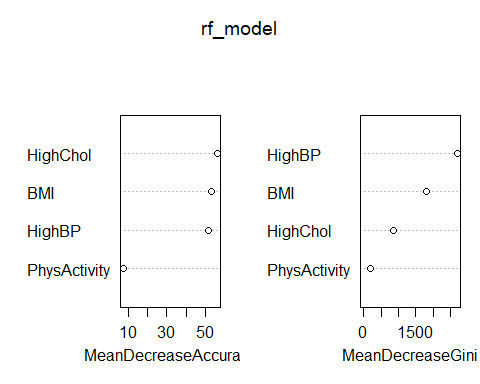 rf_model
HighChol
BMI
HighBP
PhysActivity
10 30 50
MeanDecreaseAccura
HighBP
BMI
HighChol
PhysActivity
0 1500
MeanDecreaseGini